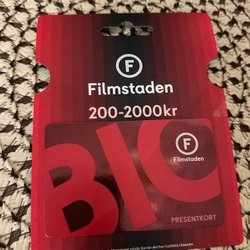 F
Filmstaden
200-2000kr
BIO
F
Filmstaden
PRESENTKORT